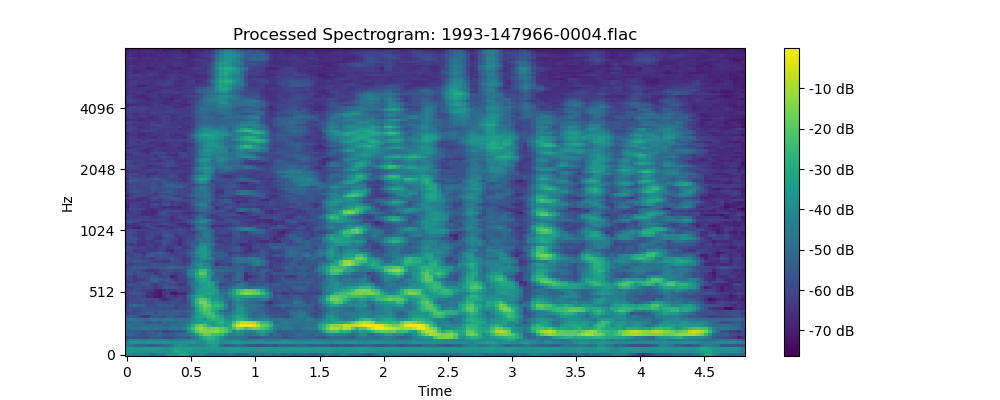 Processed Spectrogram: 1993-147966-0004.flac
4096
2048
1024
512
0
Hz
0 0.5 1 1.5 2 2.5 3 3.5 4 4.5
Time
-10 dB
-20 dB
-30 dB
-40 dB
-50 dB
-60 dB
-70 dB